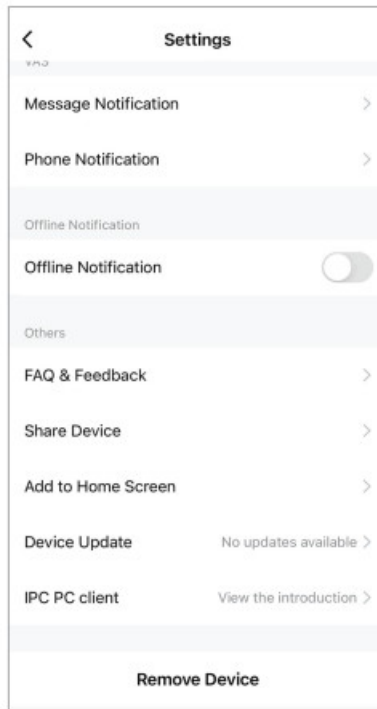 Settings
VAS
Message Notification
Phone Notification
Offline Notification
Offline Notification
Others
FAQ & Feedback
Share Device
Add to Home Screen
Device Update No updates available
IPC PC client View the introduction
Remove Device